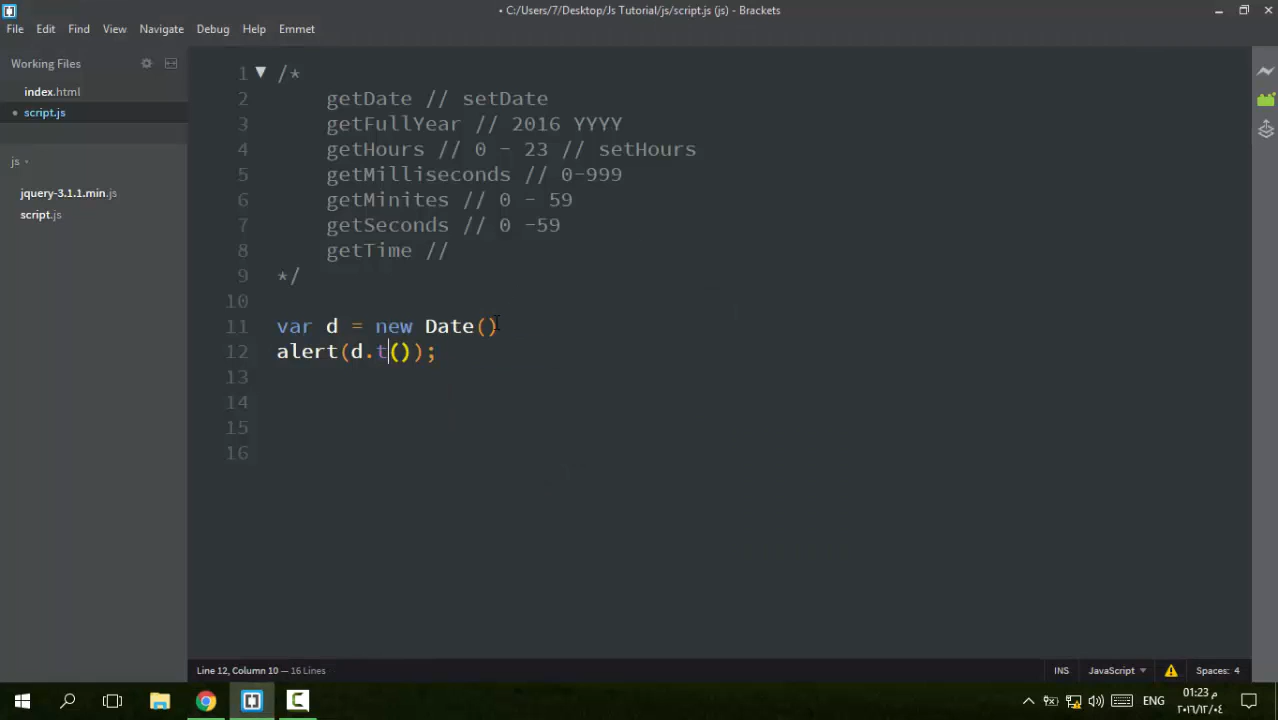 • C:/Users/7/Desktop/Js Tutorial/js/script.js (js) - Brackets
File Edit View Navigate Debug Help Emmet
Working Files
index.html
• script.js
js
jquery-3.1.1.min.js
script.js
1 /*
2 getDate // setDate
3 getFullYear // 2016 YYYY
4 getHours // 0 - 23 // setHours
5 getMilliseconds // 0-999
6 getMinites // 0 - 59
7 getSeconds // 0 -59
8 getTime //
9 */
10
11 var d = new Date()
12 alert(d.t());
13
14
15
16
Line 12, Column 10 — 16 Lines
INS JavaScript Spaces: 4
ENG
01:23 م
٢٠١٦/١٢/٠٤